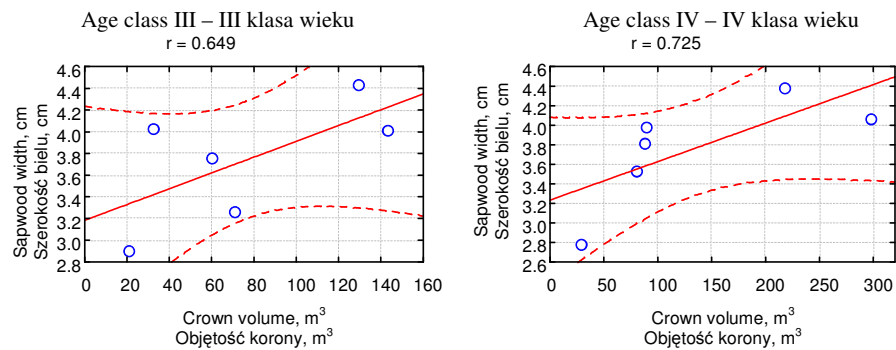 Age class III – III klasa wieku
r = 0.649
4.6
4.4
4.2
4.0
3.8
3.6
3.4
3.2
3.0
2.8
Sapwood width, cm
Szerokość bielu, cm
0 20 40 60 80 100 120 140 160
Crown volume, m³
Objętość korony, m³
Age class IV – IV klasa wieku
r = 0.725
4.6
4.4
4.2
4.0
3.8
3.6
3.4
3.2
3.0
2.8
2.6
Sapwood width, cm
Szerokość bielu, cm
0 50 100 150 200 250 300
Crown volume, m³
Objętość korony, m³